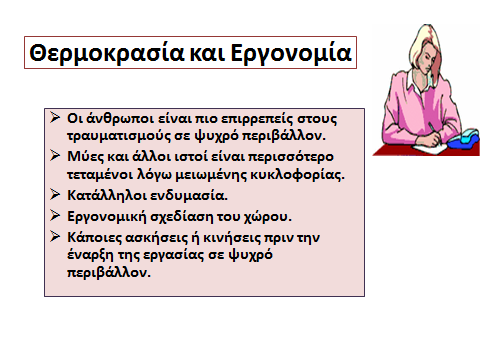 Θερμοκρασία και Εργονομία
➢ Οι άνθρωποι είναι πιο επιρρεπείς στους
τραυματισμούς σε ψυχρό περιβάλλον.
➢ Μύες και άλλοι ιστοί είναι περισσότερο
τεταμένοι λόγω μειωμένης κυκλοφορίας.
➢ Κατάλληλοι ενδυμασία.
➢ Εργονομική σχεδίαση του χώρου.
➢ Κάποιες ασκήσεις ή κινήσεις πριν την
έναρξη της εργασίας σε ψυχρό
περιβάλλον.